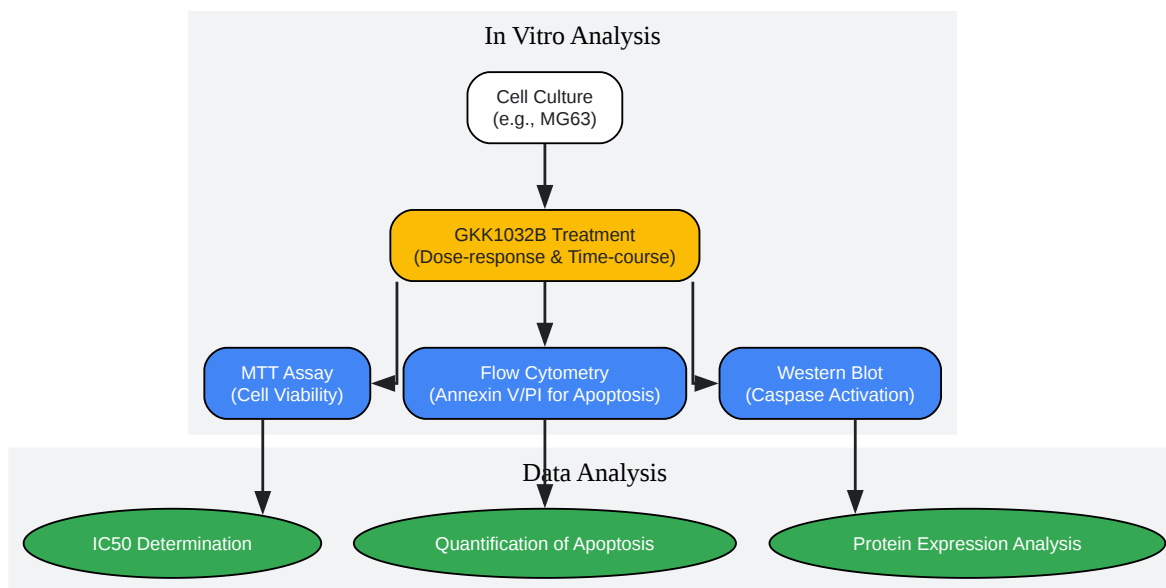 In Vitro Analysis
Cell Culture
(e.g., MG63)
GKK1032B Treatment
(Dose-response & Time-course)
MTT Assay
(Cell Viability)
Flow Cytometry
(Annexin V/PI for Apoptosis)
Western Blot
(Caspase Activation)
Data Analysis
IC50 Determination
Quantification of Apoptosis
Protein Expression Analysis